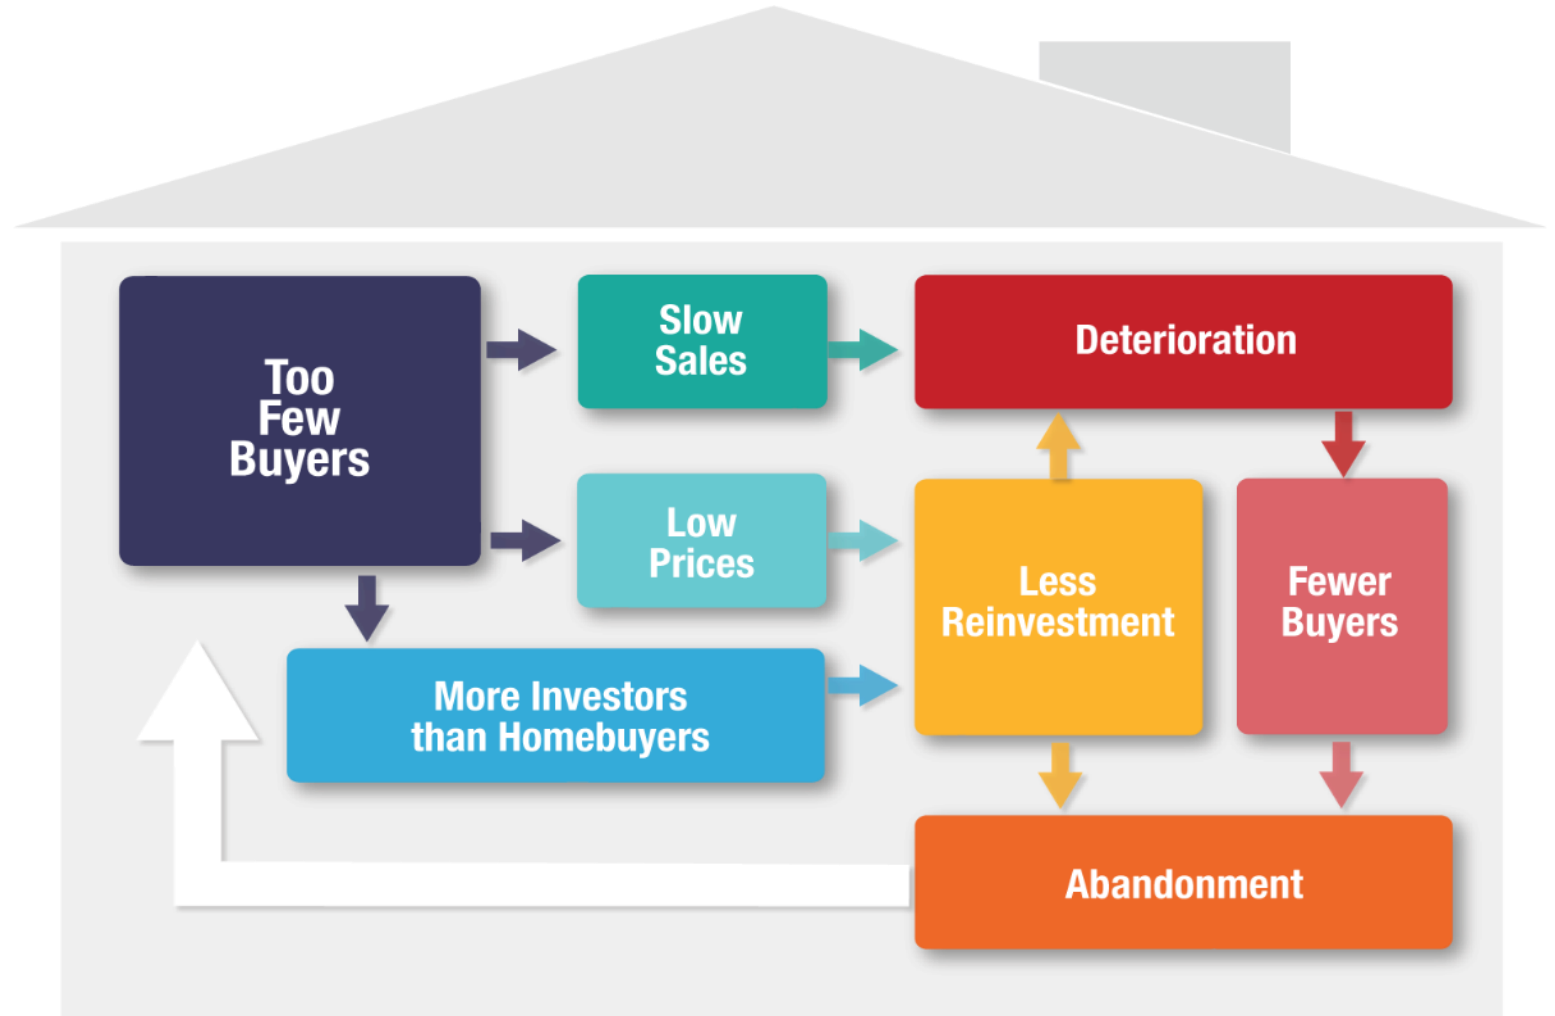 Too
Few
Buyers
Slow
Sales
Deterioration
Low
Prices
Less
Reinvestment
Fewer
Buyers
More Investors
than Homebuyers
Abandonment